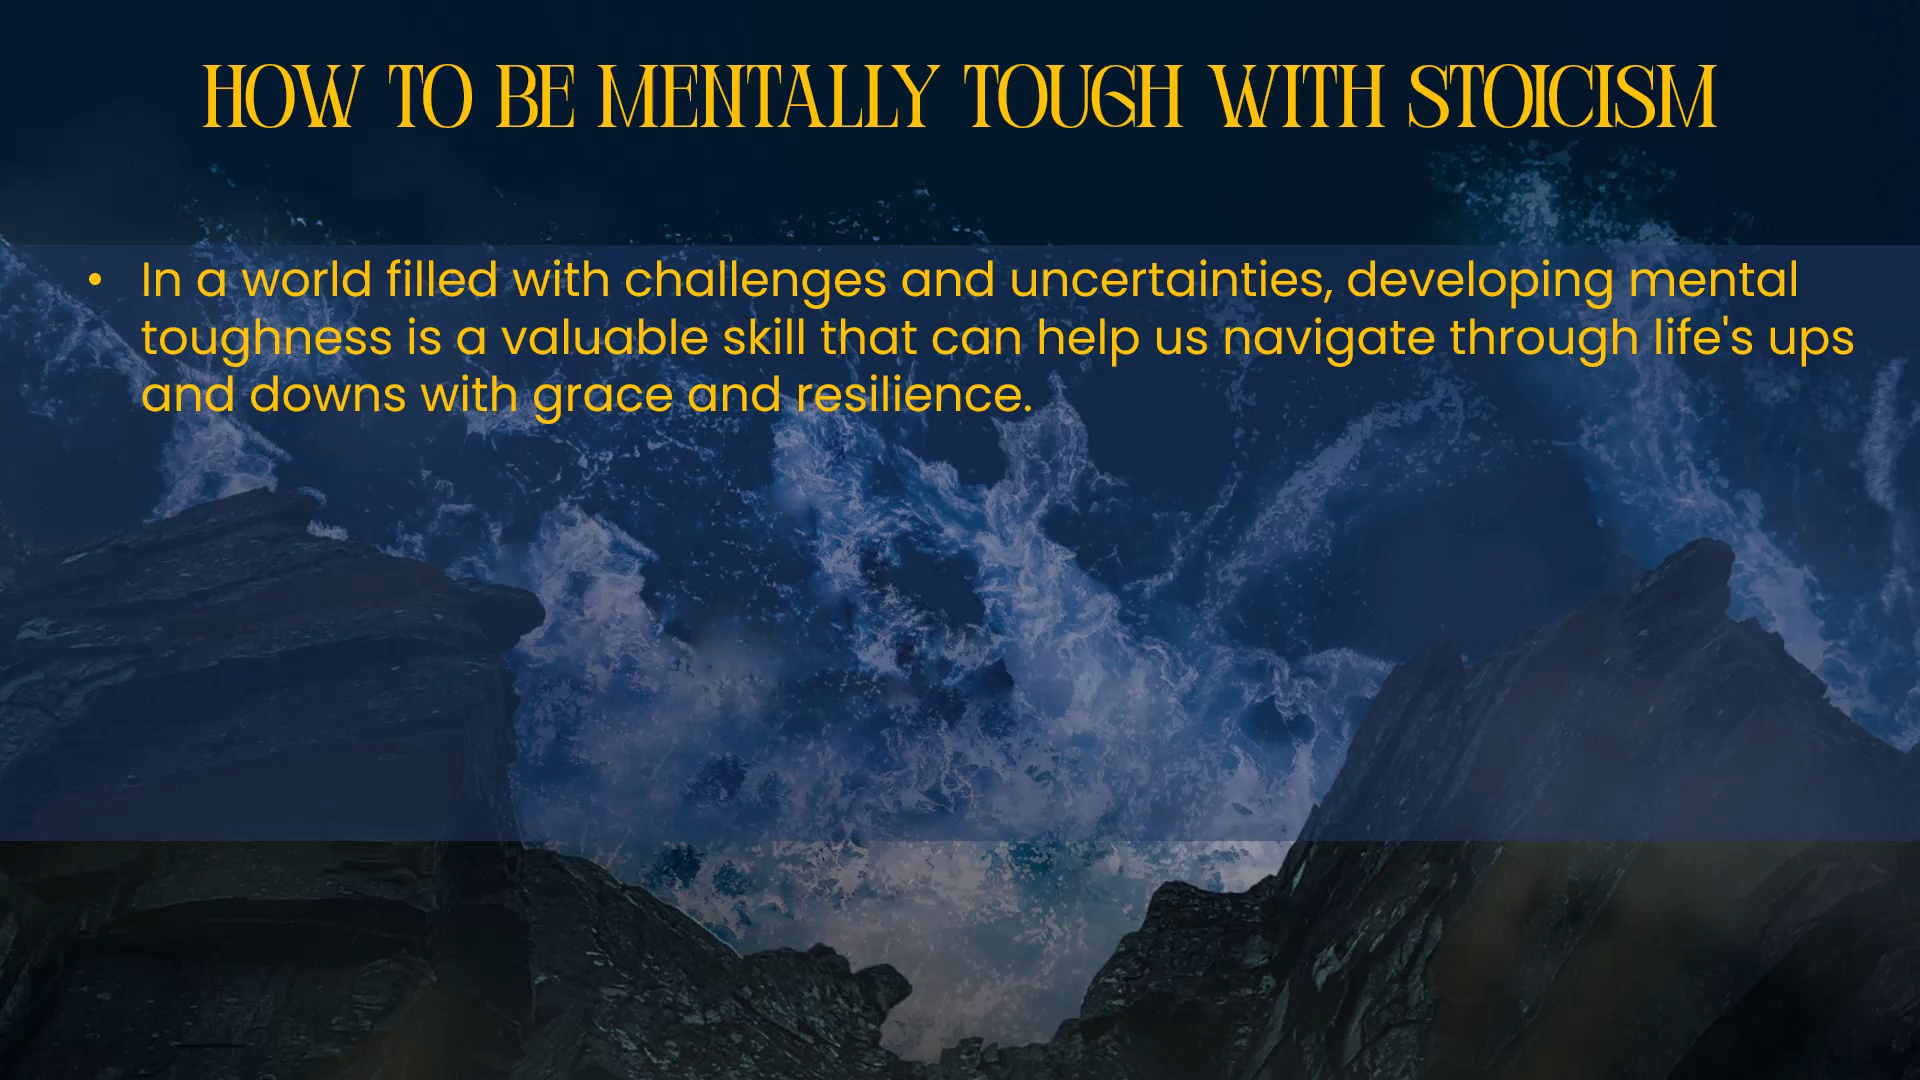 HOW TO BE MENTALLY TOUGH WITH STOICISM
• In a world filled with challenges and uncertainties, developing mental
toughness is a valuable skill that can help us navigate through life's ups
and downs with grace and resilience.